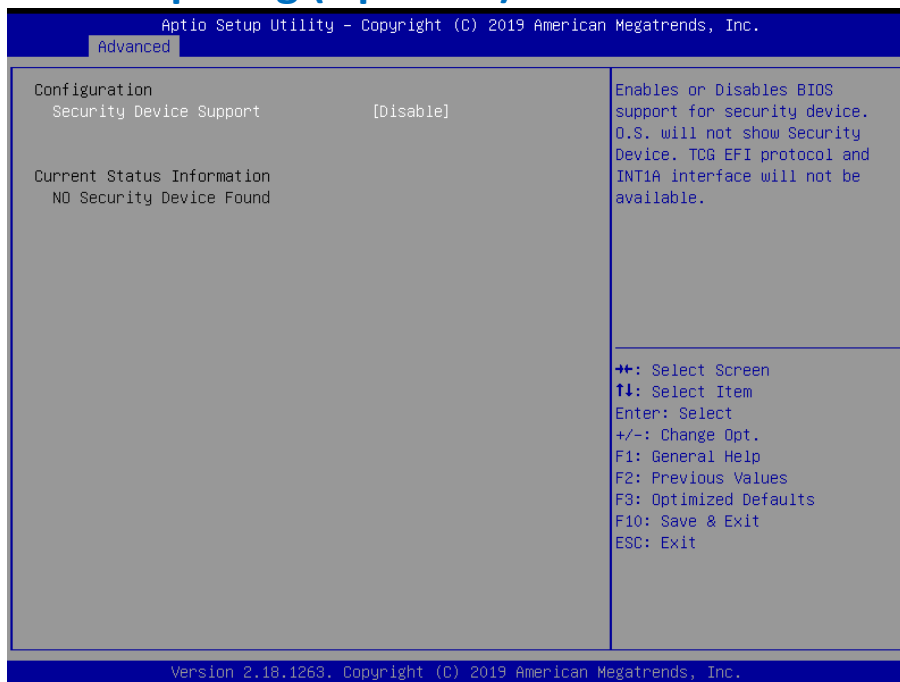 Aptio Setup Utility – Copyright (C) 2019 American Megatrends, Inc.
Advanced
Configuration
Security Device Support [Disable]
Current Status Information
NO Security Device Found
Enables or Disables BIOS
support for security device.
O.S. will not show Security
Device. TCG EFI protocol and
INT1A interface will not be
available.
→←: Select Screen
↑↓: Select Item
Enter: Select
+/-: Change Opt.
F1: General Help
F2: Previous Values
F3: Optimized Defaults
F10: Save & Exit
ESC: Exit
Version 2.18.1263. Copyright (C) 2019 American Megatrends, Inc.